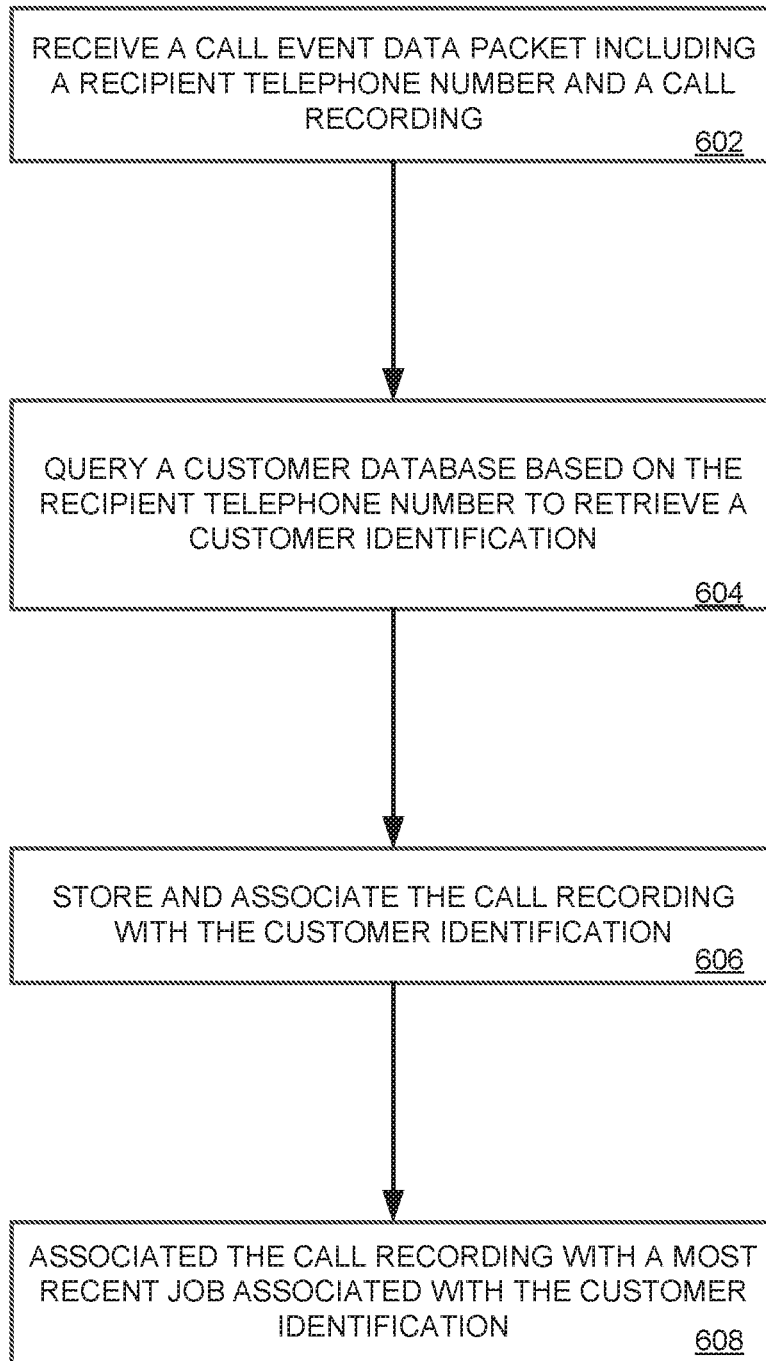 RECEIVE A CALL EVENT DATA PACKET INCLUDING
A RECIPIENT TELEPHONE NUMBER AND A CALL
RECORDING
602
QUERY A CUSTOMER DATABASE BASED ON THE
RECIPIENT TELEPHONE NUMBER TO RETRIEVE A
CUSTOMER IDENTIFICATION
604
STORE AND ASSOCIATE THE CALL RECORDING
WITH THE CUSTOMER IDENTIFICATION
606
ASSOCIATED THE CALL RECORDING WITH A MOST
RECENT JOB ASSOCIATED WITH THE CUSTOMER
IDENTIFICATION
608